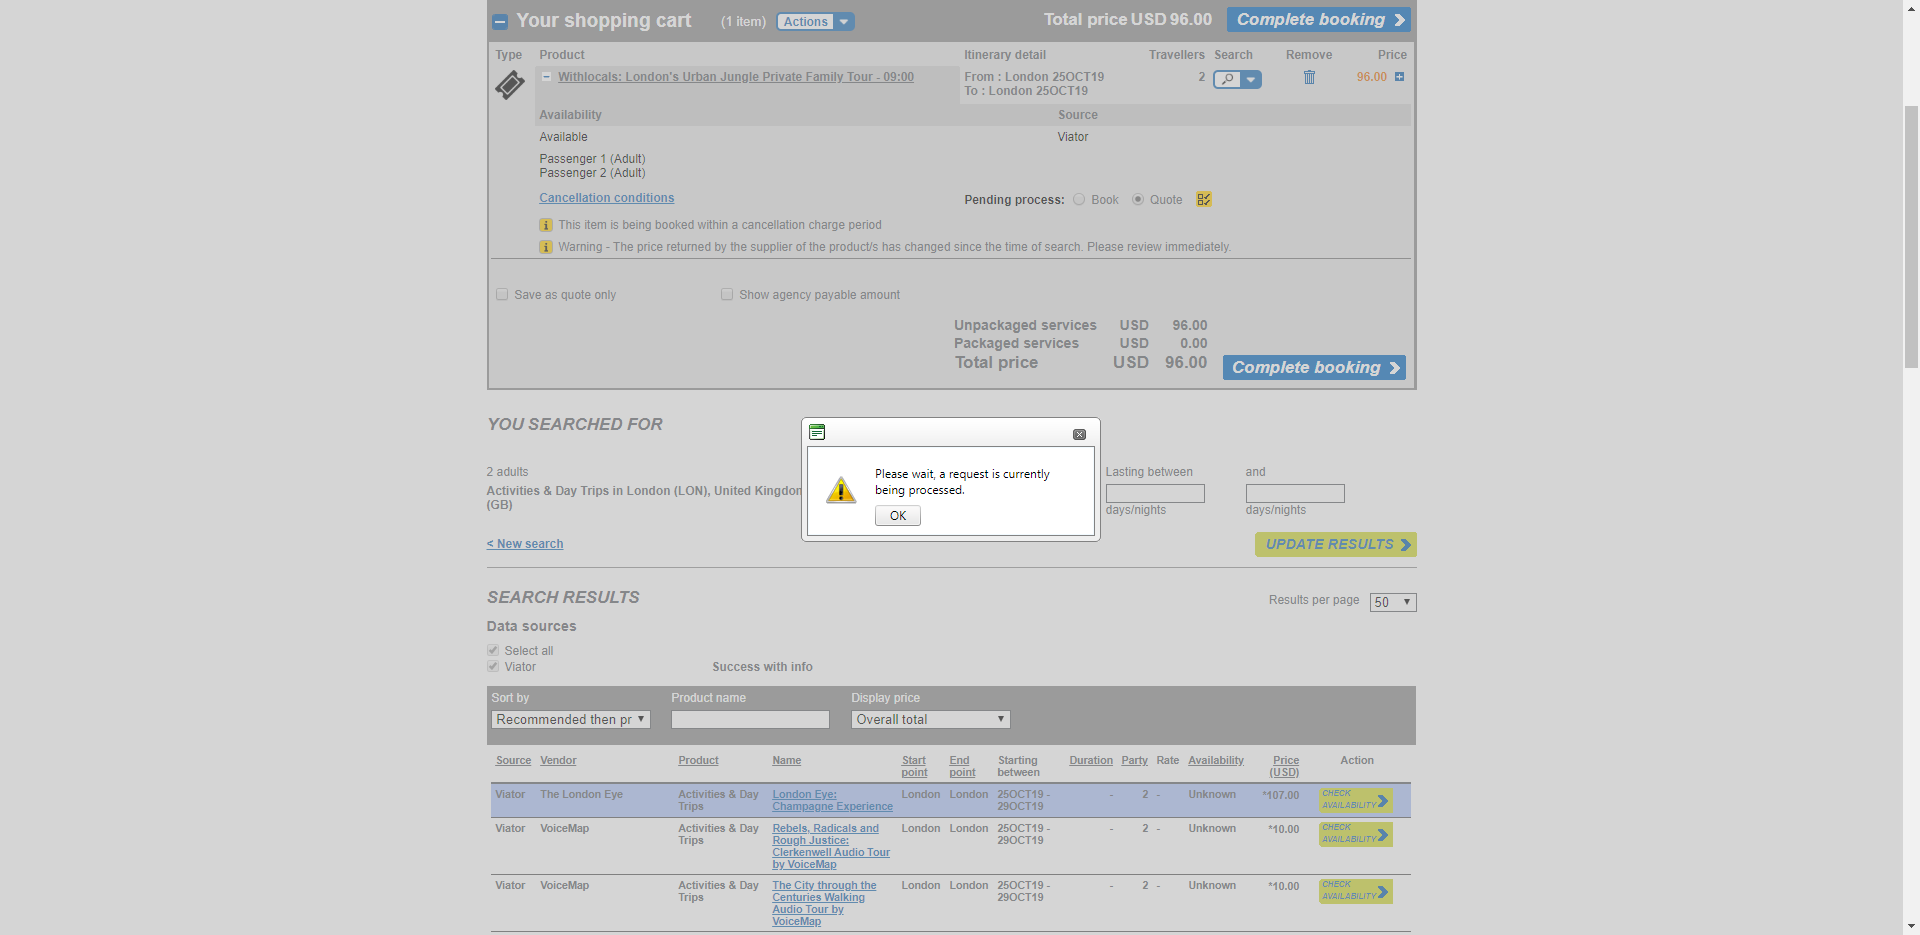 Your shopping cart (1 item) Actions Total price USD 96.00 Complete booking
Type Product Itinerary detail Travellers Search Remove Price
Withlocals: London's Urban Jungle Private Family Tour - 09:00 From : London 25OCT19 2 96.00
To : London 25OCT19
Availability Source
Available Viator
Passenger 1 (Adult)
Passenger 2 (Adult)
Cancellation conditions Pending process: Book Quote
This item is being booked within a cancellation charge period
Warning - The price returned by the supplier of the product/s has changed since the time of search. Please review immediately.
Save as quote only Show agency payable amount
Unpackaged services USD 96.00
Packaged services USD 0.00
Total price USD 96.00 Complete booking
YOU SEARCHED FOR
2 adults Lasting between and
Activities & Day Trips in London (LON), United Kingdon
(GB)
days/nights days/nights
Please wait, a request is currently
being processed.
OK
< New search UPDATE RESULTS
SEARCH RESULTS Results per page 50
Data sources
Select all
Viator Success with info
Sort by Product name Display price
Recommended then pr Overall total
Source Vendor Product Name Start point End point Starting between Duration Party Rate Availability Price (USD) Action
Viator The London Eye Activities & Day London Eye: London London 25OCT19 - - 2 - Unknown *107.00 CHECK
Trips Champagne Experience 29OCT19 AVAILABILITY
Viator VoiceMap Activities & Day Rebels, Radicals and London London 25OCT19 - - 2 - Unknown *10.00 CHECK
Trips Rough Justice: 29OCT19 AVAILABILITY
Clerkenwell Audio Tour
by VoiceMap
Viator VoiceMap Activities & Day The City through the London London 25OCT19 - - 2 - Unknown *10.00 CHECK
Trips Centuries Walking 29OCT19 AVAILABILITY
Audio Tour by
VoiceMap